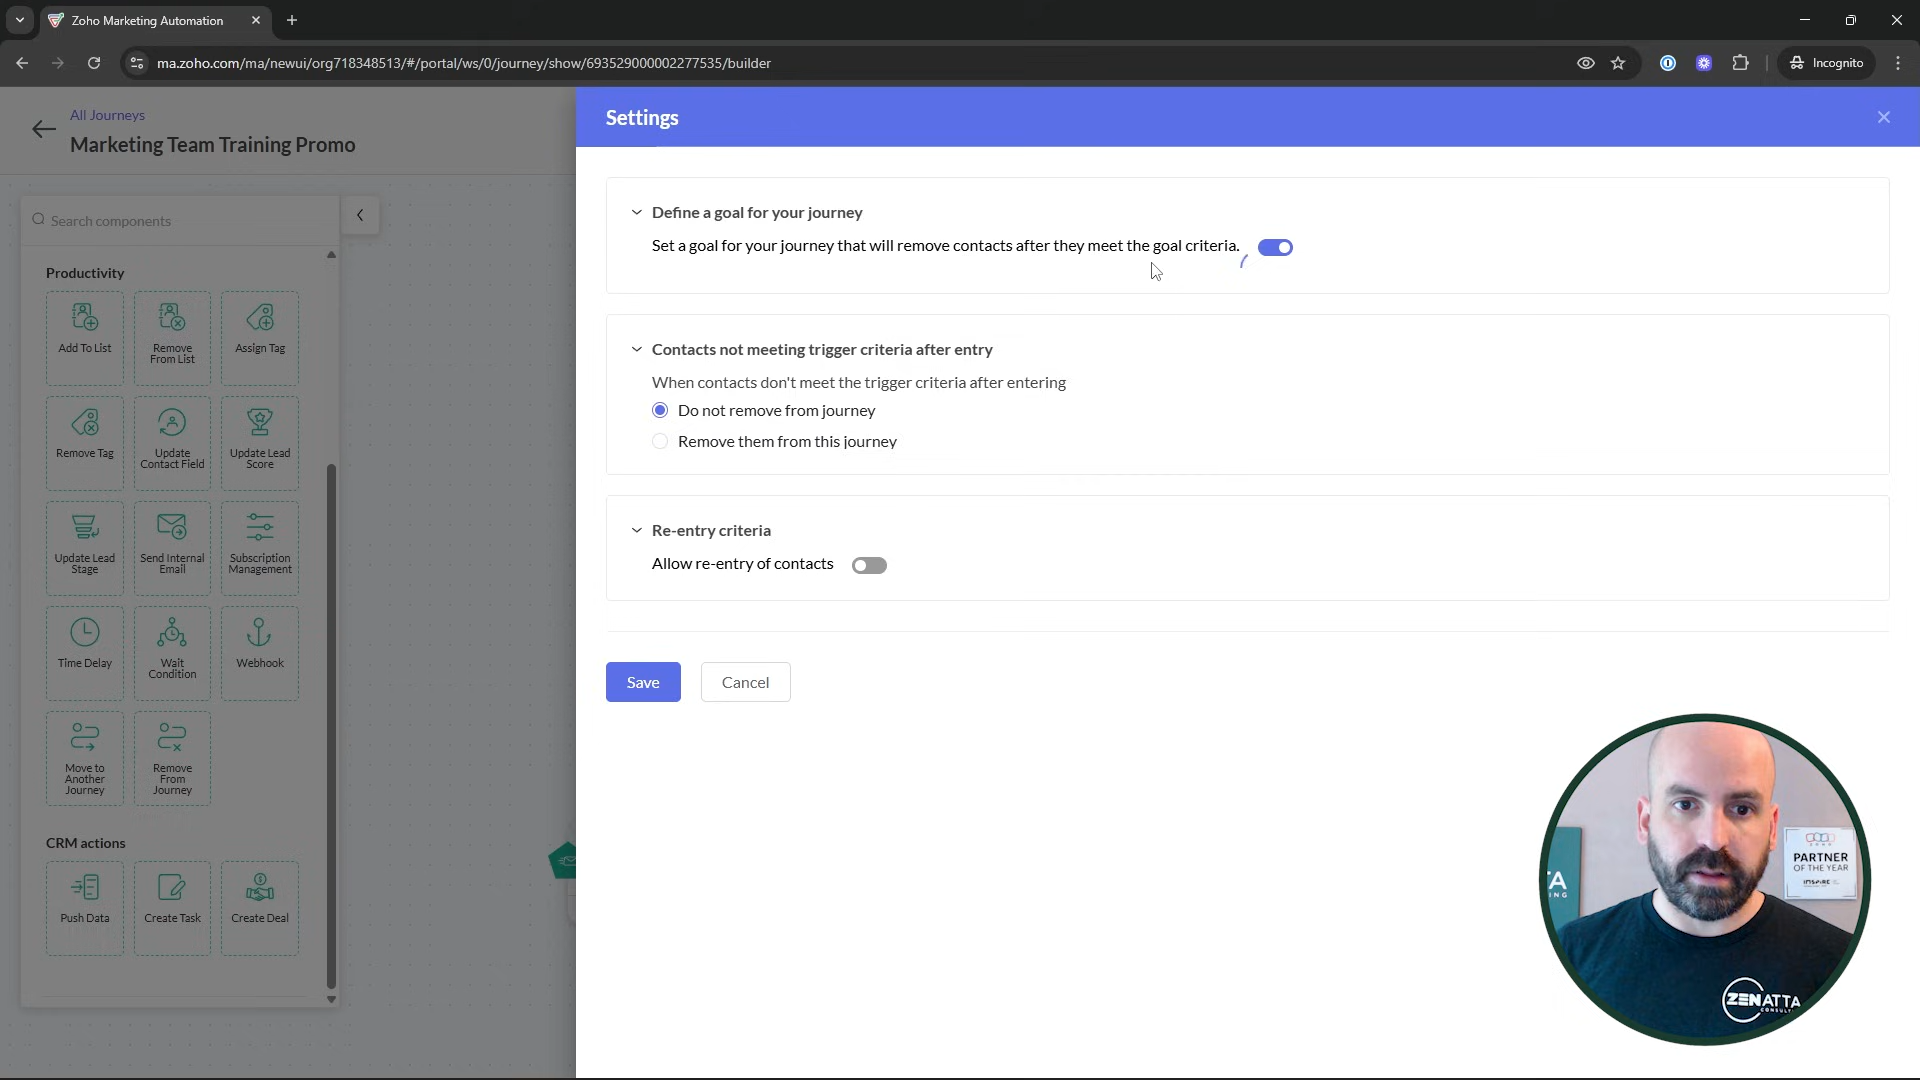 Zoho Marketing Automation
ma.zoho.com/ma/newui/org718348513/#/portal/ws/0/journey/show/693529000002277535/builder
Incognito
All Journeys
Marketing Team Training Promo
Search components
Productivity
Add To List
Remove From List
Assign Tag
Remove Tag
Update Contact Field
Update Lead Score
Update Lead Stage
Send Internal Email
Subscription Management
Time Delay
Wait Condition
Webhook
Move to Another Journey
Remove From Journey
CRM actions
Push Data
Create Task
Create Deal
Settings
Define a goal for your journey
Set a goal for your journey that will remove contacts after they meet the goal criteria.
Contacts not meeting trigger criteria after entry
When contacts don't meet the trigger criteria after entering
Do not remove from journey
Remove them from this journey
Re-entry criteria
Allow re-entry of contacts
Save
Cancel
TA
ING
ZOHO
PARTNER
OF THE YEAR
INSPIRE
ZENATTA
CONSULT